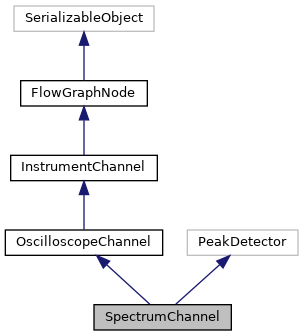 SerializableObject
FlowGraphNode
InstrumentChannel
OscilloscopeChannel
PeakDetector
SpectrumChannel